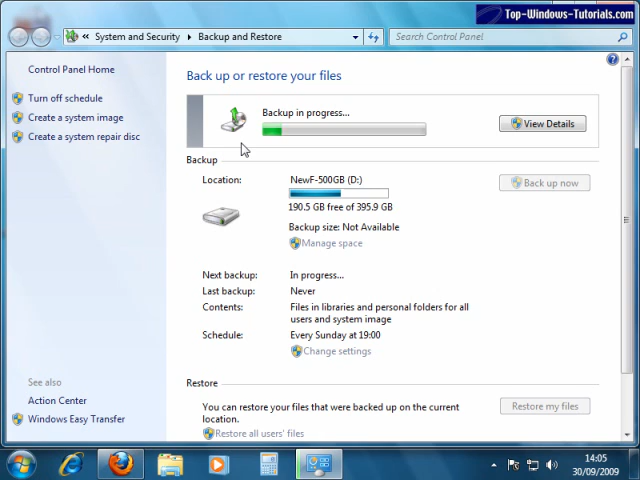 Top-Windows-Tutorials.com
« System and Security Backup and Restore
Search Control Panel
Control Panel Home
Turn off schedule
Create a system image
Create a system repair disc
See also
Action Center
Windows Easy Transfer
Back up or restore your files
Backup in progress...
View Details
Backup
Location: NewF-500GB (D:)
Back up now
190.5 GB free of 395.9 GB
Backup size: Not Available
Manage space
Next backup: In progress...
Last backup: Never
Contents: Files in libraries and personal folders for all
users and system image
Schedule: Every Sunday at 19:00
Change settings
Restore
You can restore your files that were backed up on the current
location.
Restore my files
Restore all users' files
14:05
30/09/2009